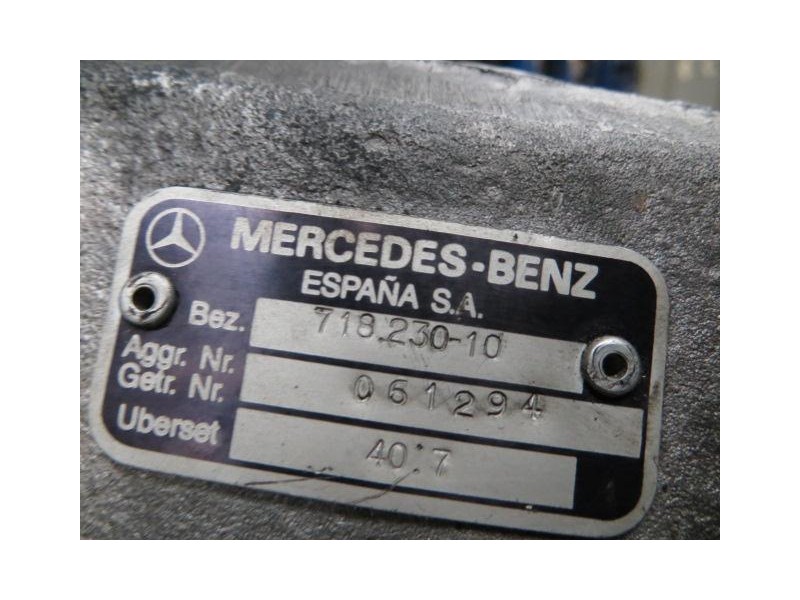 MERCEDES-BENZ
ESPAÑA S.A.
Bez. 718.230-10
Aggr. Nr.
Getr. Nr. 061294
Uberset 40.7